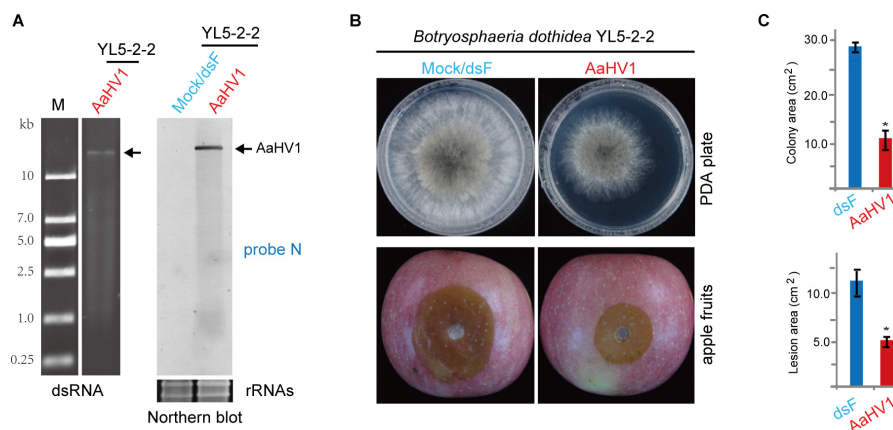 A
YL5-2-2
M
AaHV1
kb
10
7.0
5.0
2.5
1.0
0.25
dsRNA
YL5-2-2
Mock/dsF
AaHV1
AaHV1
probe N
rRNAs
Northern blot
B
Botryosphaeria dothidea YL5-2-2
Mock/dsF
AaHV1
PDA plate
apple fruits
C
Colony area (cm2)
30.0
20.0
10.0
*
dsF
AaHV1
Lesion area (cm2)
10.0
5.0
*
dsF
AaHV1